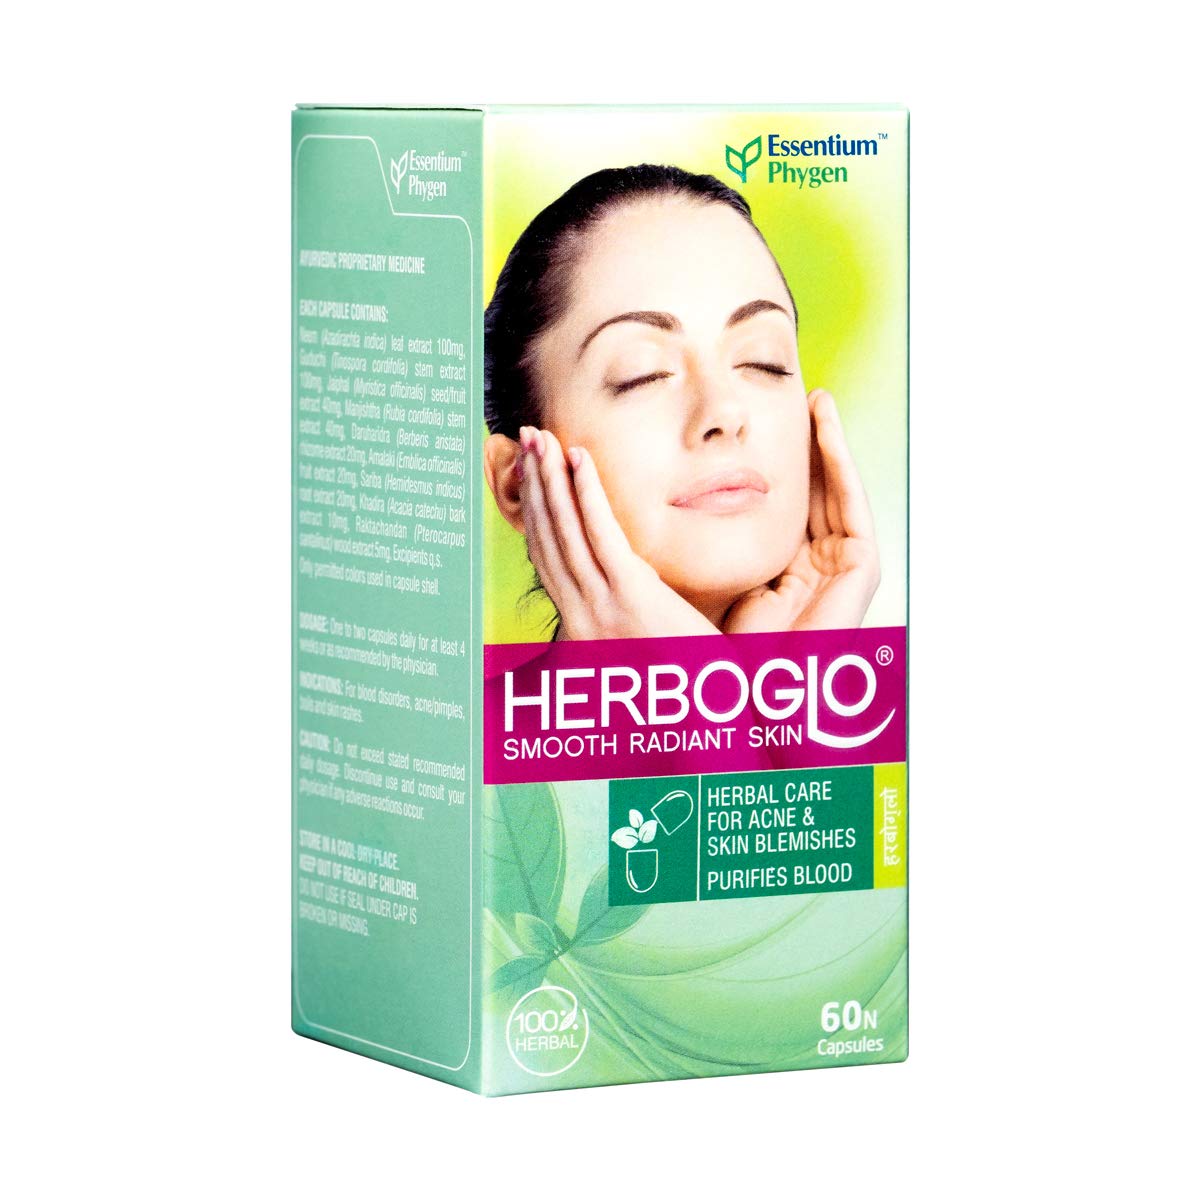 Essentium™
Phygen
AYURVEDIC PROPRIETARY MEDICINE
EACH CAPSULE CONTAINS:
Neem (Azadirachta indica) leaf extract 100mg,
Guduchi (Tinospora cordifolia) stem extract
100mg, Jaiphal (Myristica officinalis) seed/fruit
extract 40mg, Manjishtha (Rubia cordifolia) stem
extract 40mg, Daruharidra (Berberis aristata)
rhizome extract 20mg, Amalaki (Emblica officinalis)
fruit extract 20mg, Sariba (Hemidesmus indicus)
root extract 20mg, Khadira (Acacia catechu) bark
extract 10mg, Raktachandan (Pterocarpus
santalinus) wood extract 5mg, Excipients q.s.
Only permitted colors used in capsule shell.
DOSAGE: One to two capsules daily for at least 4
weeks or as recommended by the physician.
INDICATIONS: For blood disorders, acne/pimples,
boils and skin rashes.
CAUTION: Do not exceed stated recommended
daily dosage. Discontinue use and consult your
physician if any adverse reactions occur.
STORE IN A COOL DRY PLACE.
KEEP OUT OF REACH OF CHILDREN.
DO NOT USE IF SEAL UNDER CAP IS
BROKEN OR MISSING.
Essentium™
Phygen
HERBOGLO®
SMOOTH RADIANT SKIN
HERBAL CARE
FOR ACNE &
SKIN BLEMISHES
PURIFIES BLOOD
हरबोग्लो
100%
HERBAL
60N
Capsules